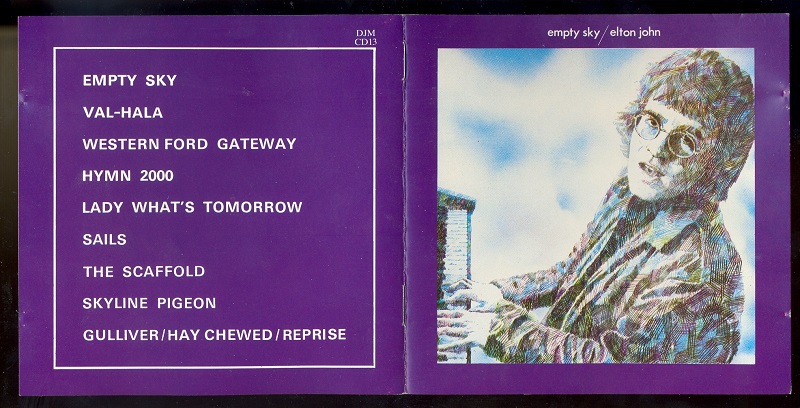 DJM
CD13
EMPTY SKY
VAL-HALA
WESTERN FORD GATEWAY
HYMN 2000
LADY WHAT'S TOMORROW
SAILS
THE SCAFFOLD
SKYLINE PIGEON
GULLIVER/HAY CHEWED/REPRISE
empty sky/elton john